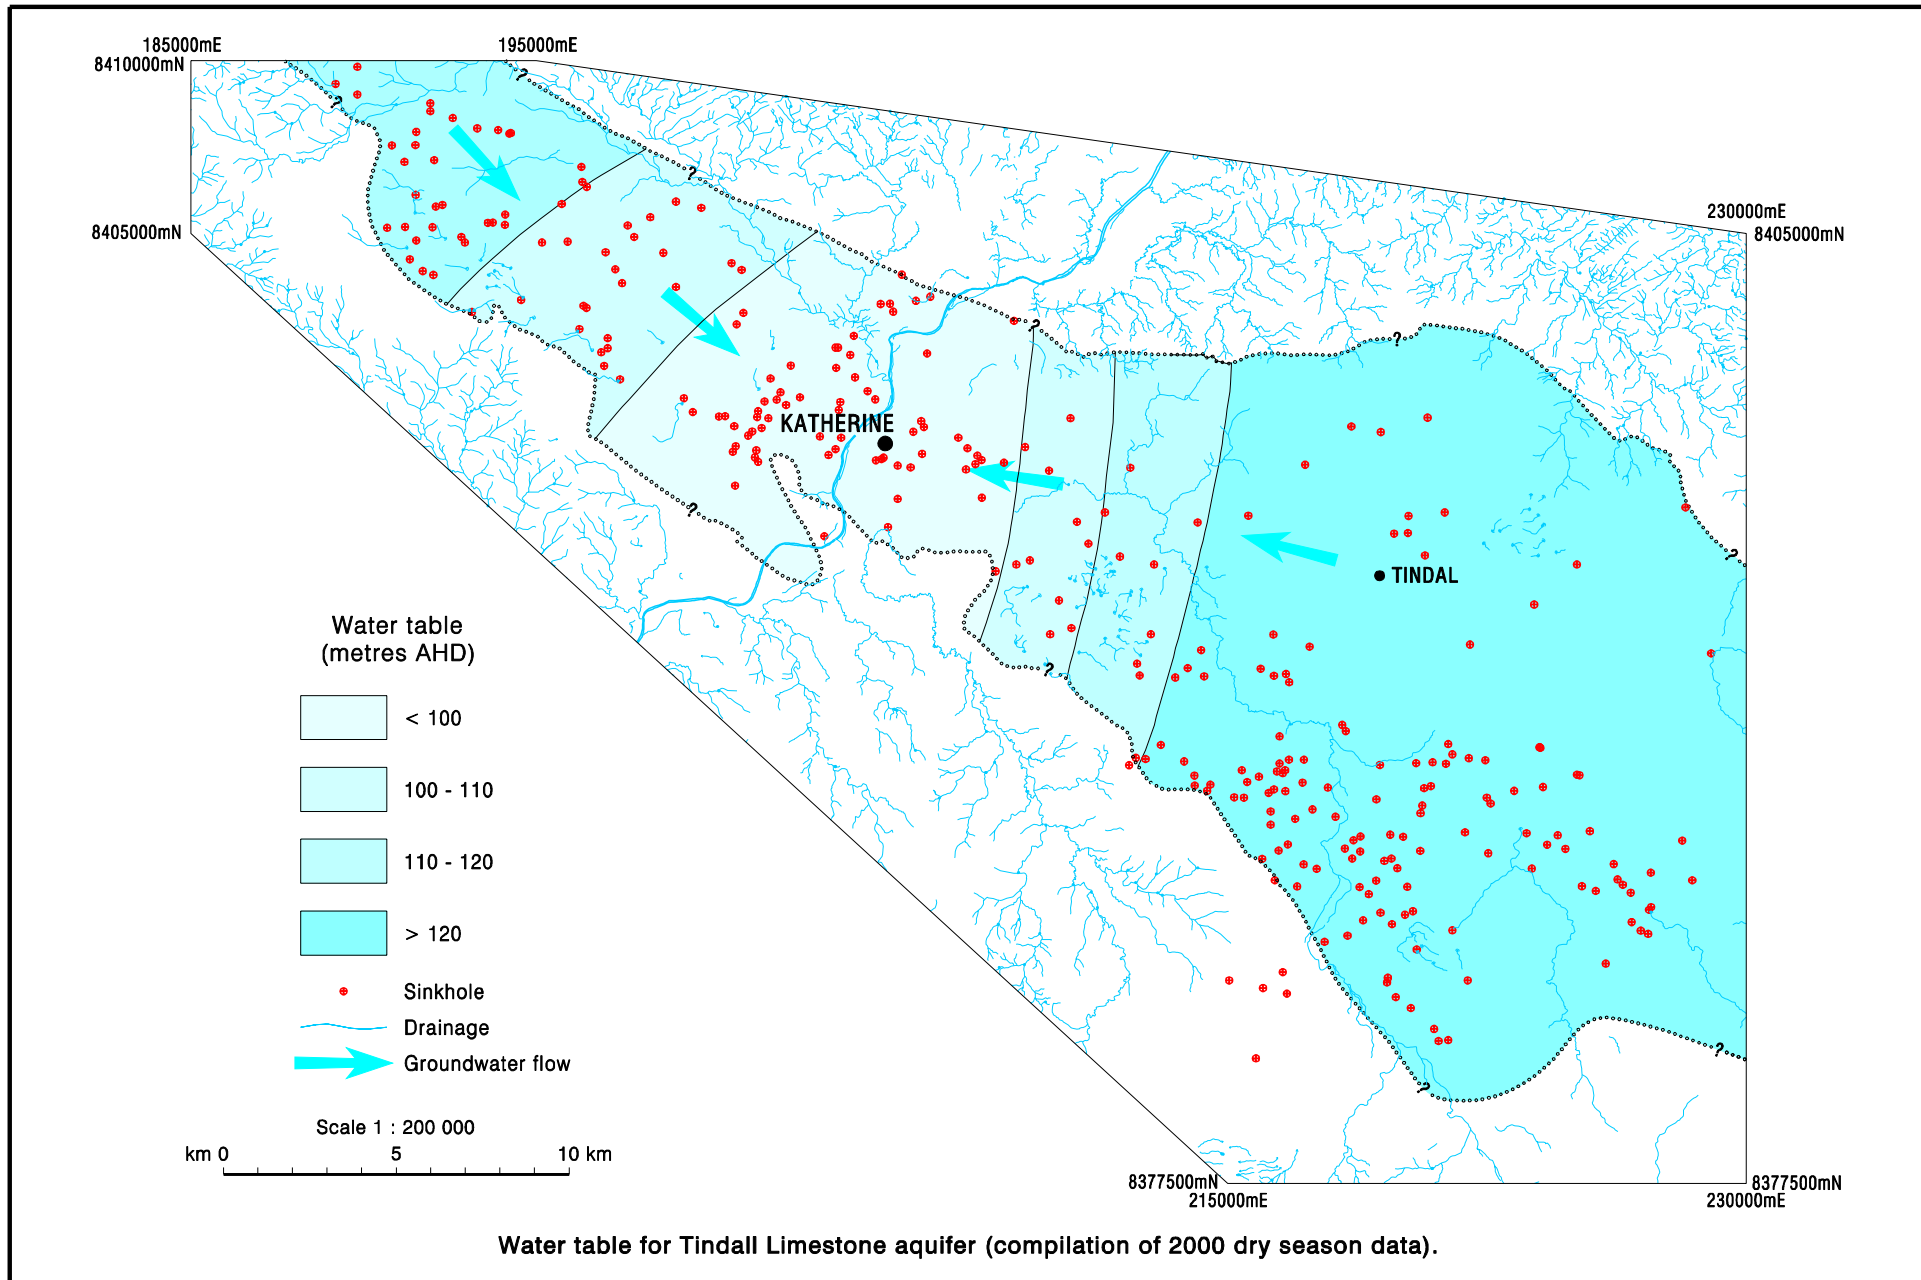 185000mE
195000mE
8410000mN
?
?
?
230000mE
8405000mN
8405000mN
?
?
KATHERINE
?
?
TINDAL
Water table
(metres AHD)
?
< 100
100 - 110
110 - 120
> 120
Sinkhole
Drainage
Groundwater flow
?
?
Scale 1 : 200 000
km 0 5 10 km
8377500mN
8377500mN
215000mE
230000mE
Water table for Tindall Limestone aquifer (compilation of 2000 dry season data).